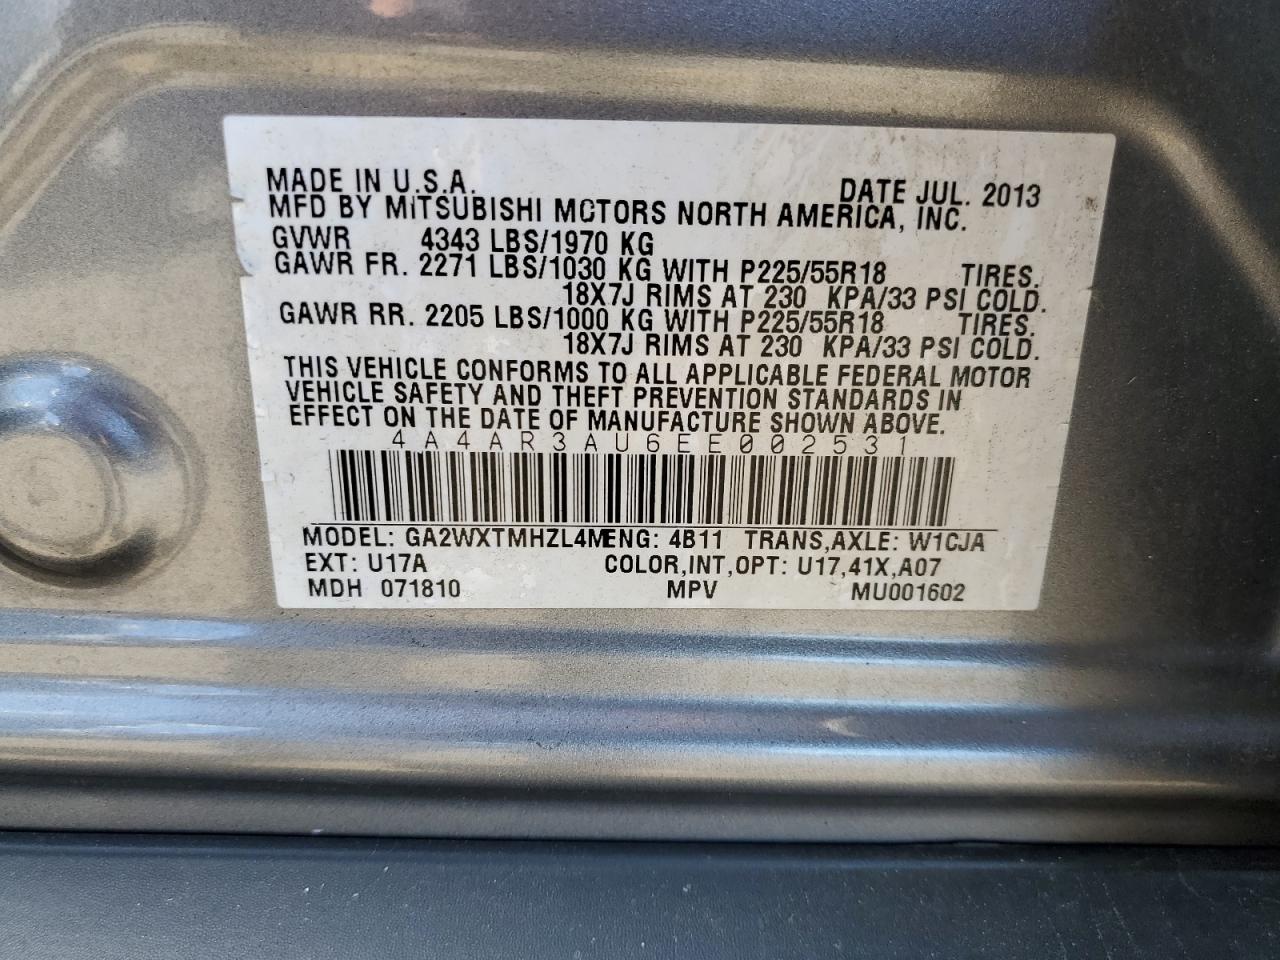 MADE IN U.S.A. DATE JUL. 2013
MFD BY MITSUBISHI MOTORS NORTH AMERICA, INC.
GVWR 4343 LBS/1970 KG
GAWR FR. 2271 LBS/1030 KG WITH P225/55R18 TIRES.
18X7J RIMS AT 230 KPA/33 PSI COLD.
GAWR RR. 2205 LBS/1000 KG WITH P225/55R18 TIRES.
18X7J RIMS AT 230 KPA/33 PSI COLD.
THIS VEHICLE CONFORMS TO ALL APPLICABLE FEDERAL MOTOR
VEHICLE SAFETY AND THEFT PREVENTION STANDARDS IN
EFFECT ON THE DATE OF MANUFACTURE SHOWN ABOVE.
4A4AR3AU6EE002531
MODEL: GA2WXTMHZL4M ENG: 4B11 TRANS,AXLE: W1CJA
EXT: U17A COLOR,INT,OPT: U17,41X,A07
MDH 071810 MPV MU001602